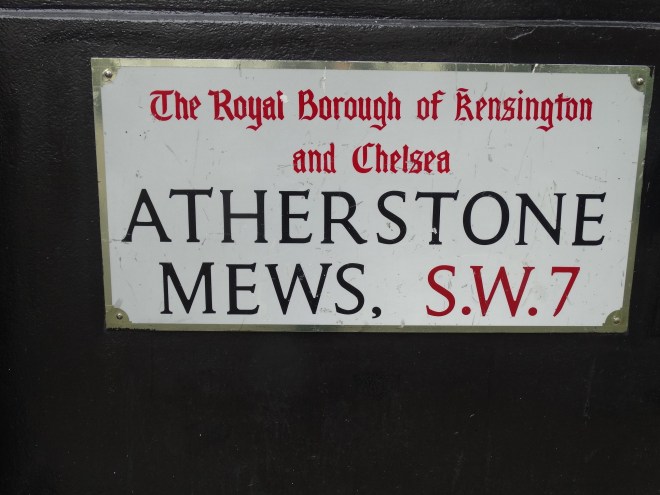 The Royal Borough of Kensington
and Chelsea
ATHERSTONE
MEWS, S.W.7